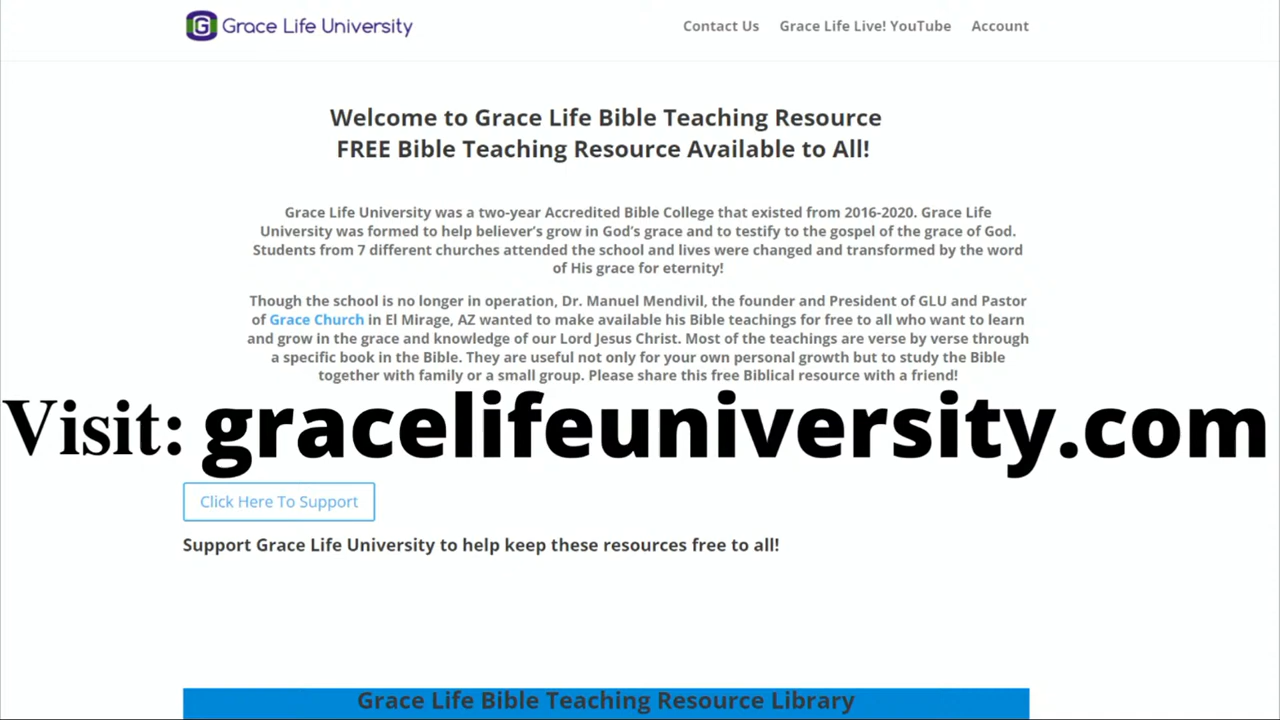 Grace Life University
Contact Us Grace Life Live! YouTube Account
Welcome to Grace Life Bible Teaching Resource
FREE Bible Teaching Resource Available to All!
Grace Life University was a two-year Accredited Bible College that existed from 2016-2020. Grace Life
University was formed to help believer's grow in God's grace and to testify to the gospel of the grace of God.
Students from 7 different churches attended the school and lives were changed and transformed by the word
of His grace for eternity!
Though the school is no longer in operation, Dr. Manuel Mendivil, the founder and President of GLU and Pastor
of Grace Church in El Mirage, AZ wanted to make available his Bible teachings for free to all who want to learn
and grow in the grace and knowledge of our Lord Jesus Christ. Most of the teachings are verse by verse through
a specific book in the Bible. They are useful not only for your own personal growth but to study the Bible
together with family or a small group. Please share this free Biblical resource with a friend!
Visit: gracelifeuniversity.com
Click Here To Support
Support Grace Life University to help keep these resources free to all!
Grace Life Bible Teaching Resource Library